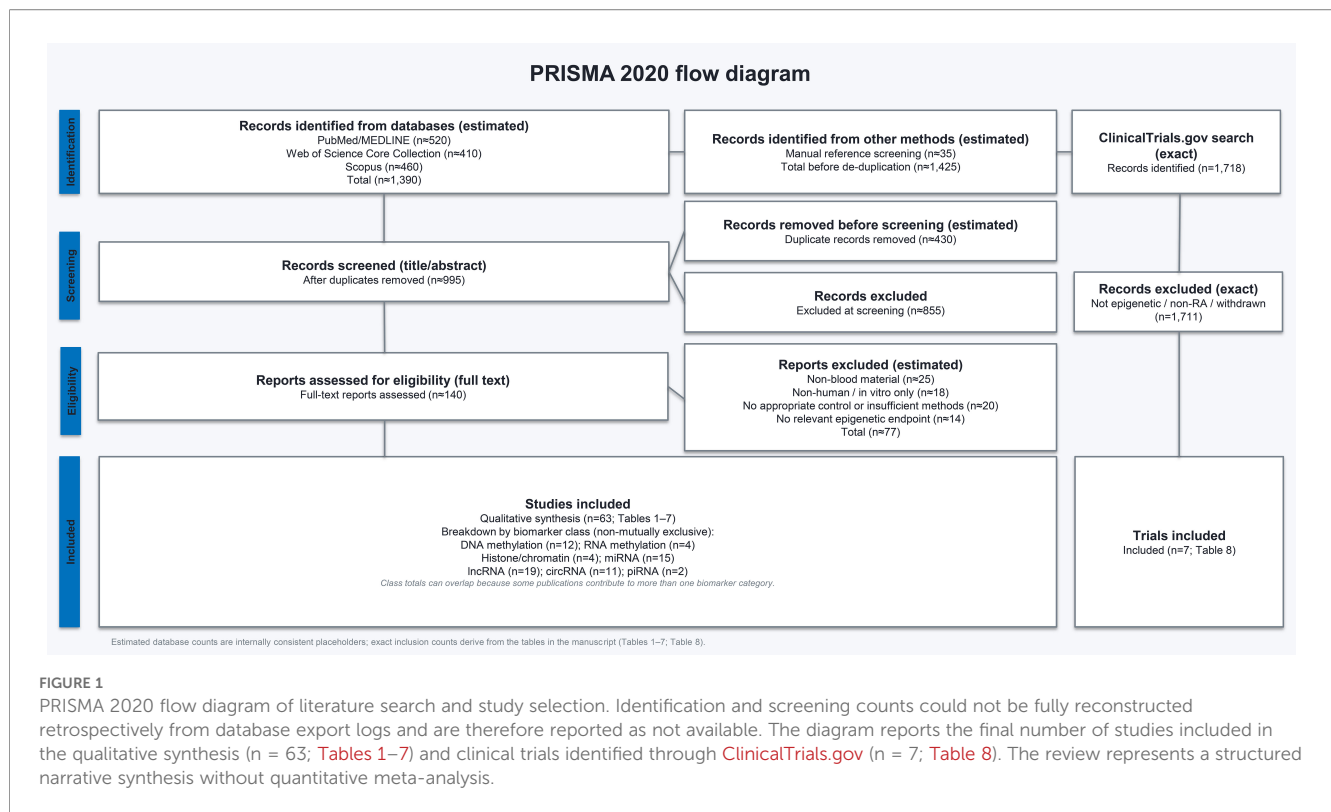 PRISMA 2020 flow diagram
Identification
Records identified from databases (estimated)
PubMed/MEDLINE (n≈520)
Web of Science Core Collection (n≈410)
Scopus (n≈460)
Total (n≈1,390)
Records identified from other methods (estimated)
Manual reference screening (n≈35)
Total before de-duplication (n≈1,425)
ClinicalTrials.gov search
(exact)
Records identified (n=1,718)
Screening
Records removed before screening (estimated)
Duplicate records removed (n≈430)
Records screened (title/abstract)
After duplicates removed (n≈995)
Records excluded
Excluded at screening (n≈855)
Records excluded (exact)
Not epigenetic / non-RA / withdrawn
(n=1,711)
Eligibility
Reports assessed for eligibility (full text)
Full-text reports assessed (n≈140)
Reports excluded (estimated)
Non-blood material (n≈25)
Non-human / in vitro only (n≈18)
No appropriate control or insufficient methods (n≈20)
No relevant epigenetic endpoint (n≈14)
Total (n≈77)
Included
Studies included
Qualitative synthesis (n=63; Tables 1–7)
Breakdown by biomarker class (non-mutually exclusive):
DNA methylation (n=12); RNA methylation (n=4)
Histone/chromatin (n=4); miRNA (n=15)
lncRNA (n=19); circRNA (n=11); piRNA (n=2)
Class totals can overlap because some publications contribute to more than one biomarker category.
Trials included
Included (n=7; Table 8)
Estimated database counts are internally consistent placeholders; exact inclusion counts derive from the tables in the manuscript (Tables 1–7; Table 8).
FIGURE 1
PRISMA 2020 flow diagram of literature search and study selection. Identification and screening counts could not be fully reconstructed
retrospectively from database export logs and are therefore reported as not available. The diagram reports the final number of studies included in
the qualitative synthesis (n = 63; Tables 1–7) and clinical trials identified through ClinicalTrials.gov (n = 7; Table 8). The review represents a structured
narrative synthesis without quantitative meta-analysis.